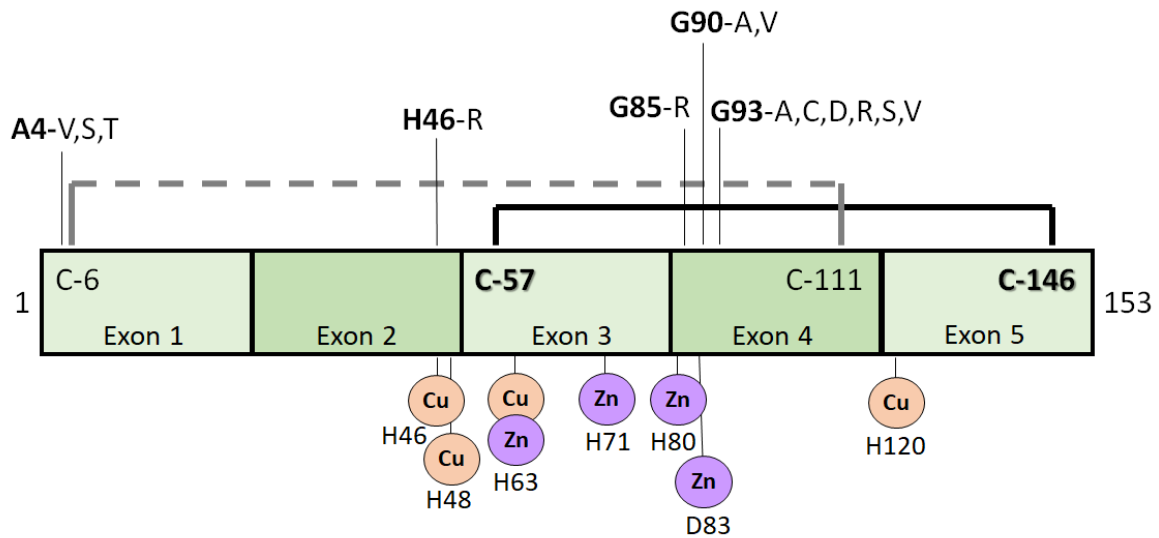 G90-A,V
G85-R
G93-A,C,D,R,S,V
A4-V,S,T
H46-R
C-6
C-57
C-111
C-146
1
153
Exon 1
Exon 2
Exon 3
Exon 4
Exon 5
Cu
Cu
Zn
Zn
Cu
H46
H71
H80
H120
Zn
Cu
H63
Zn
H48
D83